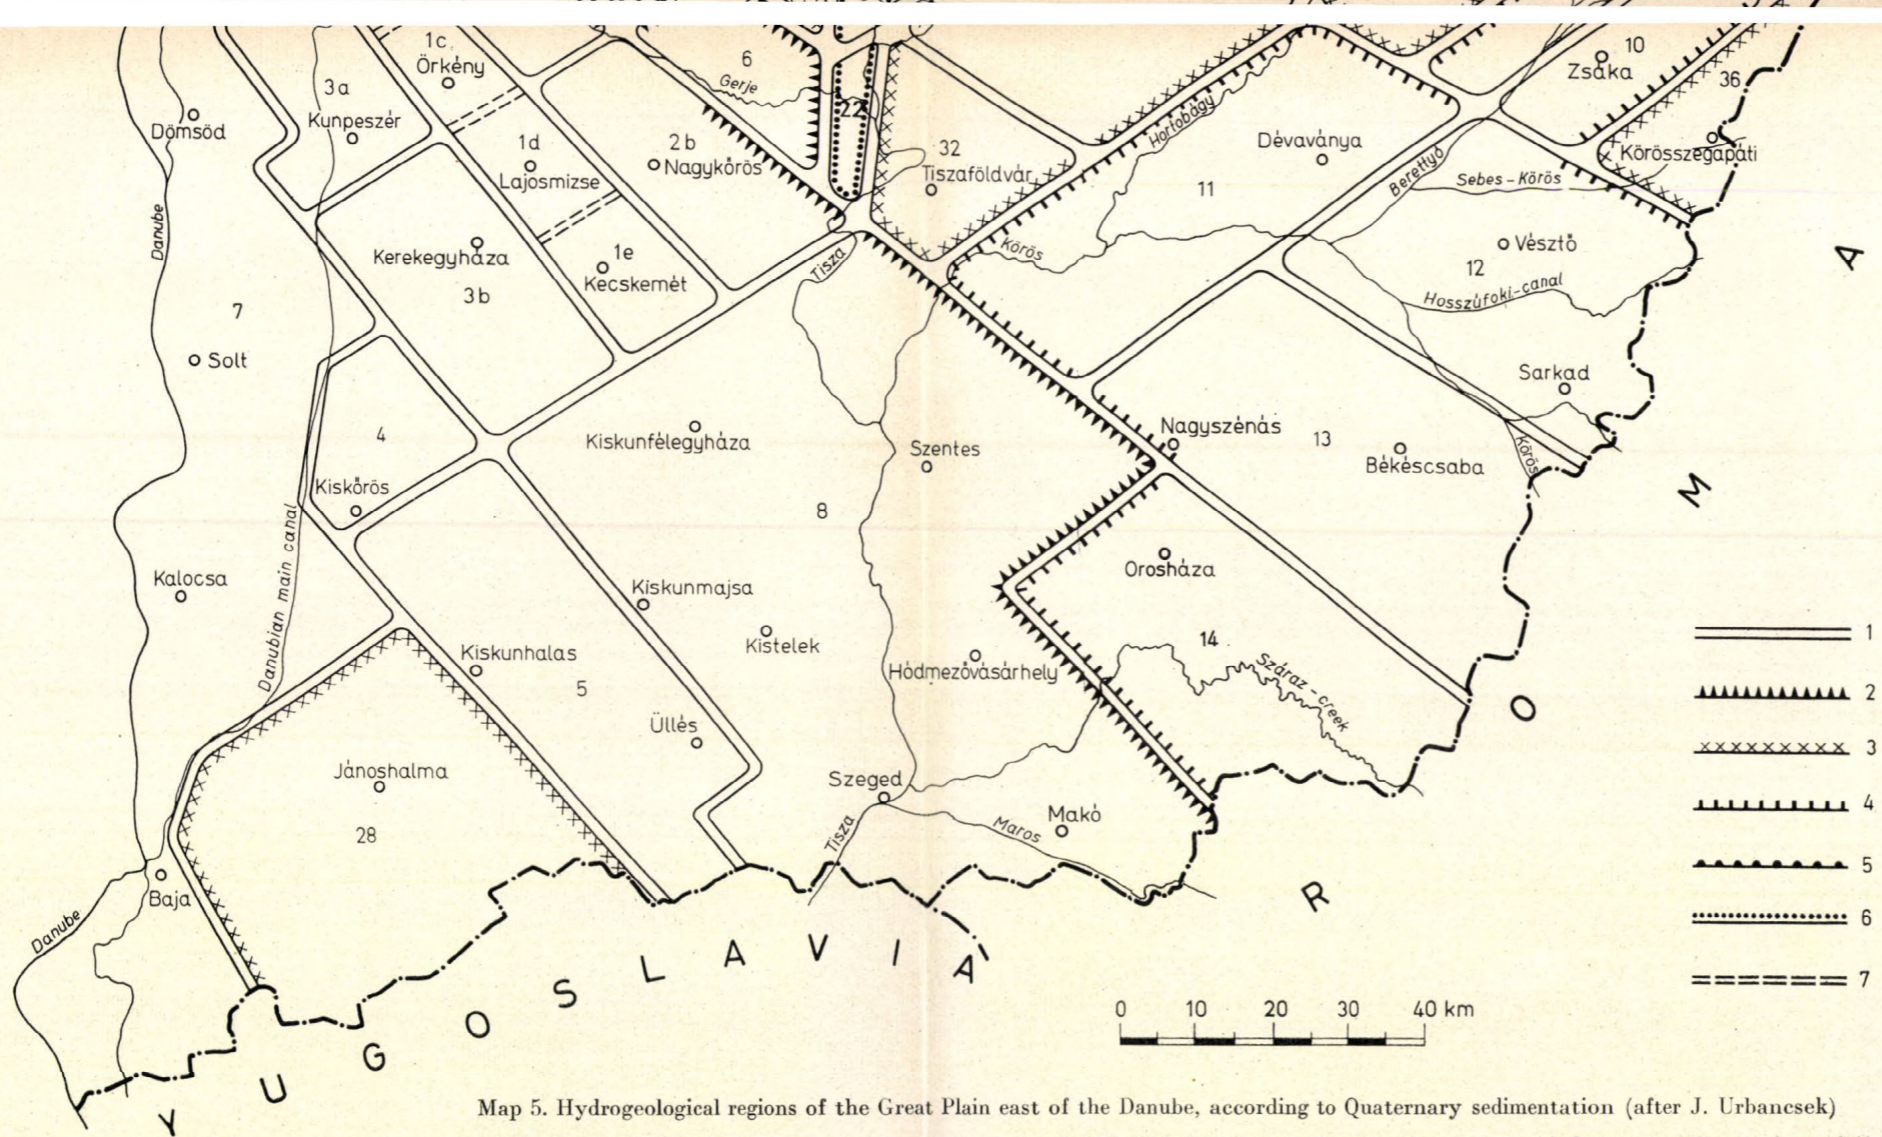 1c
Örkény
6
Gerje
10
Zsáka
36
3a
Kunpeszér
Dömsöd
22
Hortobágy
Dévaványa
Körösszegapáti
1d
Lajosmizse
2b
Nagykőrös
32
Tiszaföldvár
11
Berettyó
Sebes-Körös
Danube
Kerekegyháza
3b
1e
Kecskemét
Tisza
Körös
Vésztő
12
Hosszúfoki-canal
A
7
Solt
4
Kiskőrös
Kiskunfélegyháza
Szentes
Nagyszénás
13
Békéscsaba
Sarkad
Körös
M
8
Kalocsa
Danubian main canal
Kiskunmajsa
Kistelek
Orosháza
14
Száraz-creek
Hódmezővásárhely
Kiskunhalas
5
Üllés
O
Jánoshalma
28
Szeged
Tisza
Maros
Makó
R
Baja
Danube
Y U G O S L A V I A
1
2
3
4
5
6
7
0 10 20 30 40 km
Map 5. Hydrogeological regions of the Great Plain east of the Danube, according to Quaternary sedimentation (after J. Urbancsek)